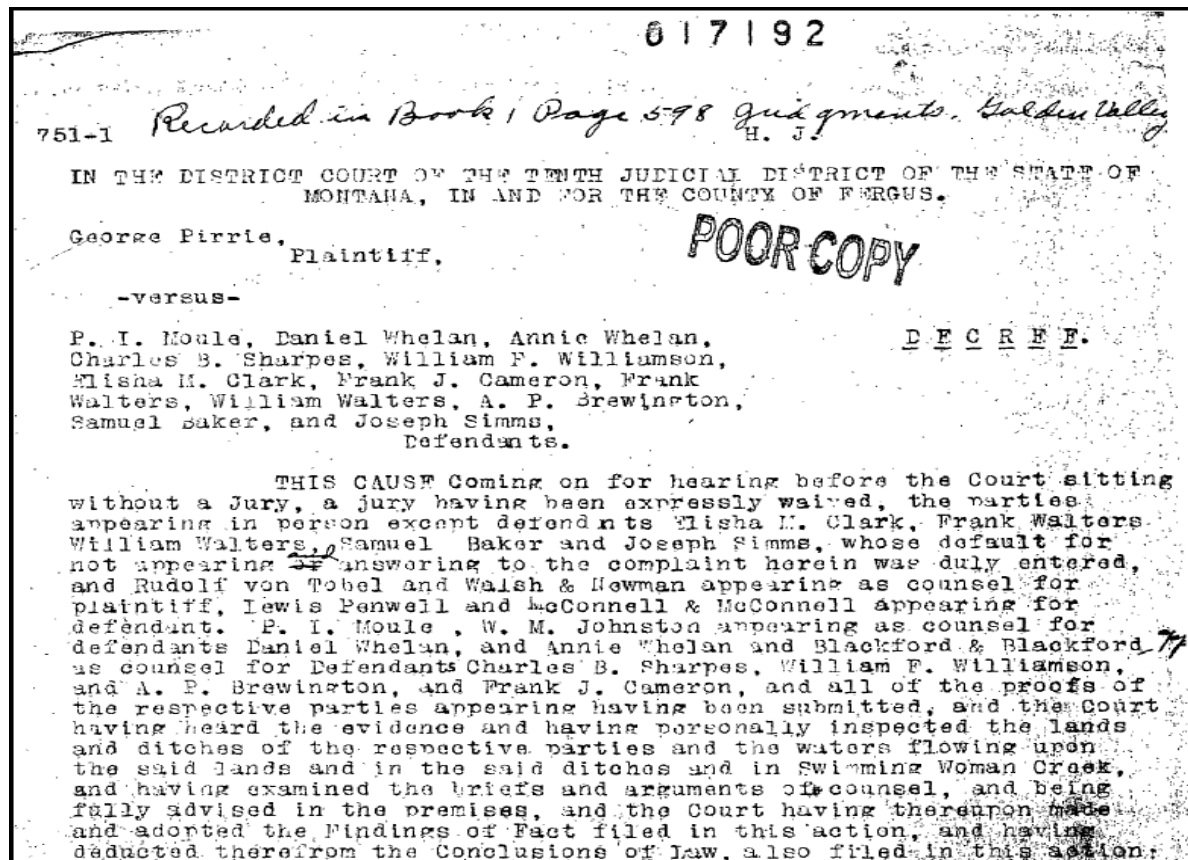 017192
Recorded in Book 1 Page 598 Judgments. Golden Valley
751-1
H. J.
IN THE DISTRICT COURT OF THE TENTH JUDICIAL DISTRICT OF THE STATE OF
MONTANA, IN AND FOR THE COUNTY OF FERGUS.
George Pirrie,
Plaintiff,
POOR COPY
-versus-
P. I. Moule, Daniel Whelan, Annie Whelan,
D E C R E E.
Charles B. Sharpes, William F. Williamson,
Elisha M. Clark, Frank J. Cameron, Frank
Walters, William Walters, A. P. Brewington,
Samuel Baker, and Joseph Simms,
Defendants.
THIS CAUSE Coming on for hearing before the Court sitting
without a Jury, a jury having been expressly waived, the parties
appearing in person except defend nts Elisha M. Clark, Frank Walters
William Walters, Samuel Baker and Joseph Simms, whose default for
not appearing or and answering to the complaint herein was duly entered,
and Rudolf von Tobel and Walsh & Newman appearing as counsel for
plaintiff, Lewis Penwell and McConnell & McConnell appearing for
defendant. P. I. Moule , W. M. Johnston appearing as counsel for
defendants Daniel Whelan, and Annie Whelan and Blackford & Blackford
as counsel for Defendants Charles B. Sharpes, William F. Williamson,
and A. P. Brewington, and Frank J. Cameron, and all of the proofs of
the respective parties appearing having been submitted, and the Court
having heard the evidence and having personally inspected the lands
and ditches of the respective parties and the waters flowing upon
the said lands and in the said ditches and in Swimming Woman Creek,
and having examined the briefs and arguments of counsel, and being
fully advised in the premises, and the Court having thereupon made
and adopted the Findings of Fact filed in this action, and having
deducted therefrom the Conclusions of Law, also filed in this action: